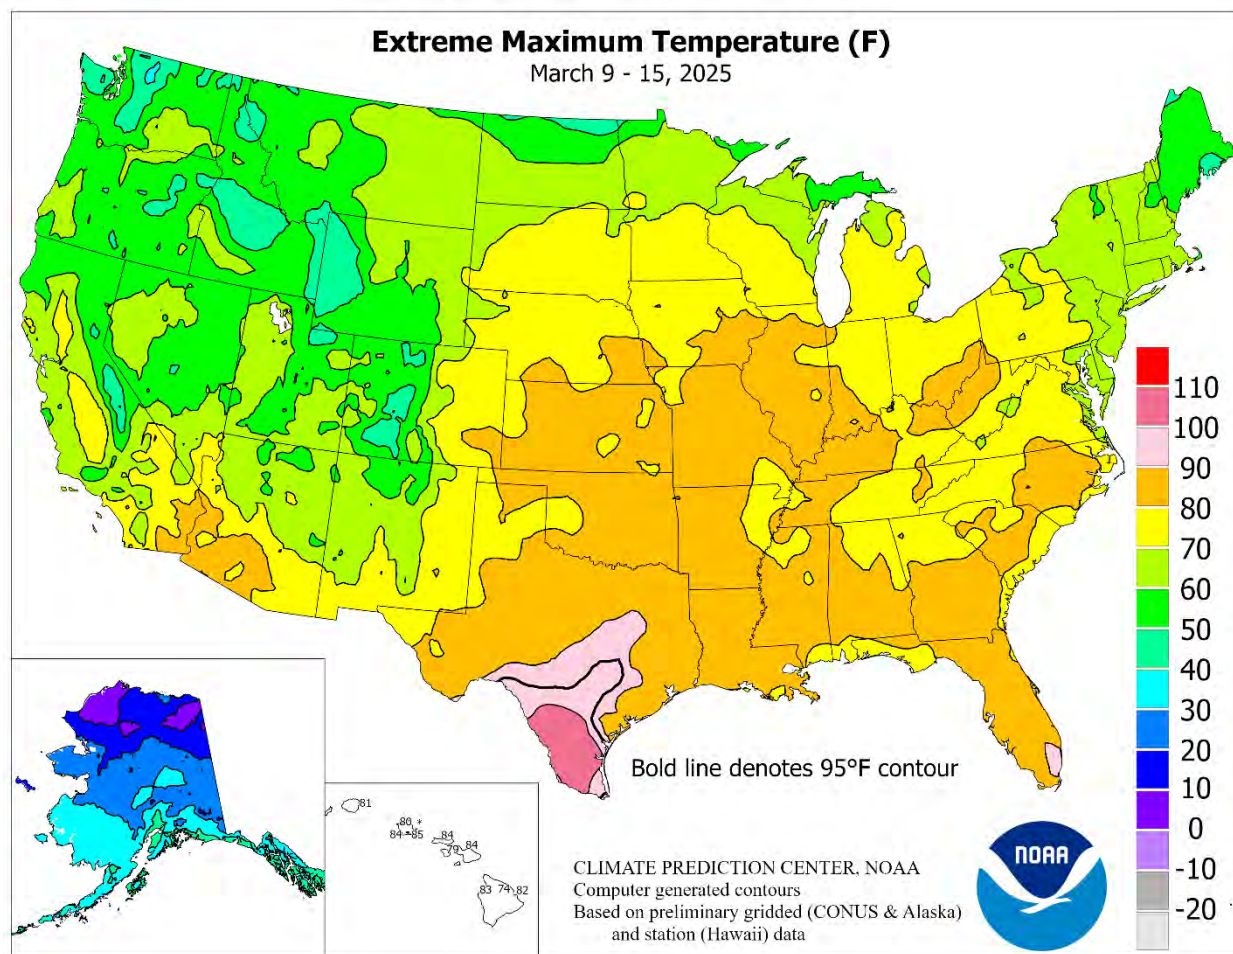 Extreme Maximum Temperature (F)
March 9 - 15, 2025
110
100
90
80
70
60
50
40
30
20
10
0
-10
-20
Bold line denotes 95°F contour
81
80 *
84 85
84
79
84
83 74 82
NOAA
CLIMATE PREDICTION CENTER, NOAA
Computer generated contours
Based on preliminary gridded (CONUS & Alaska)
and station (Hawaii) data